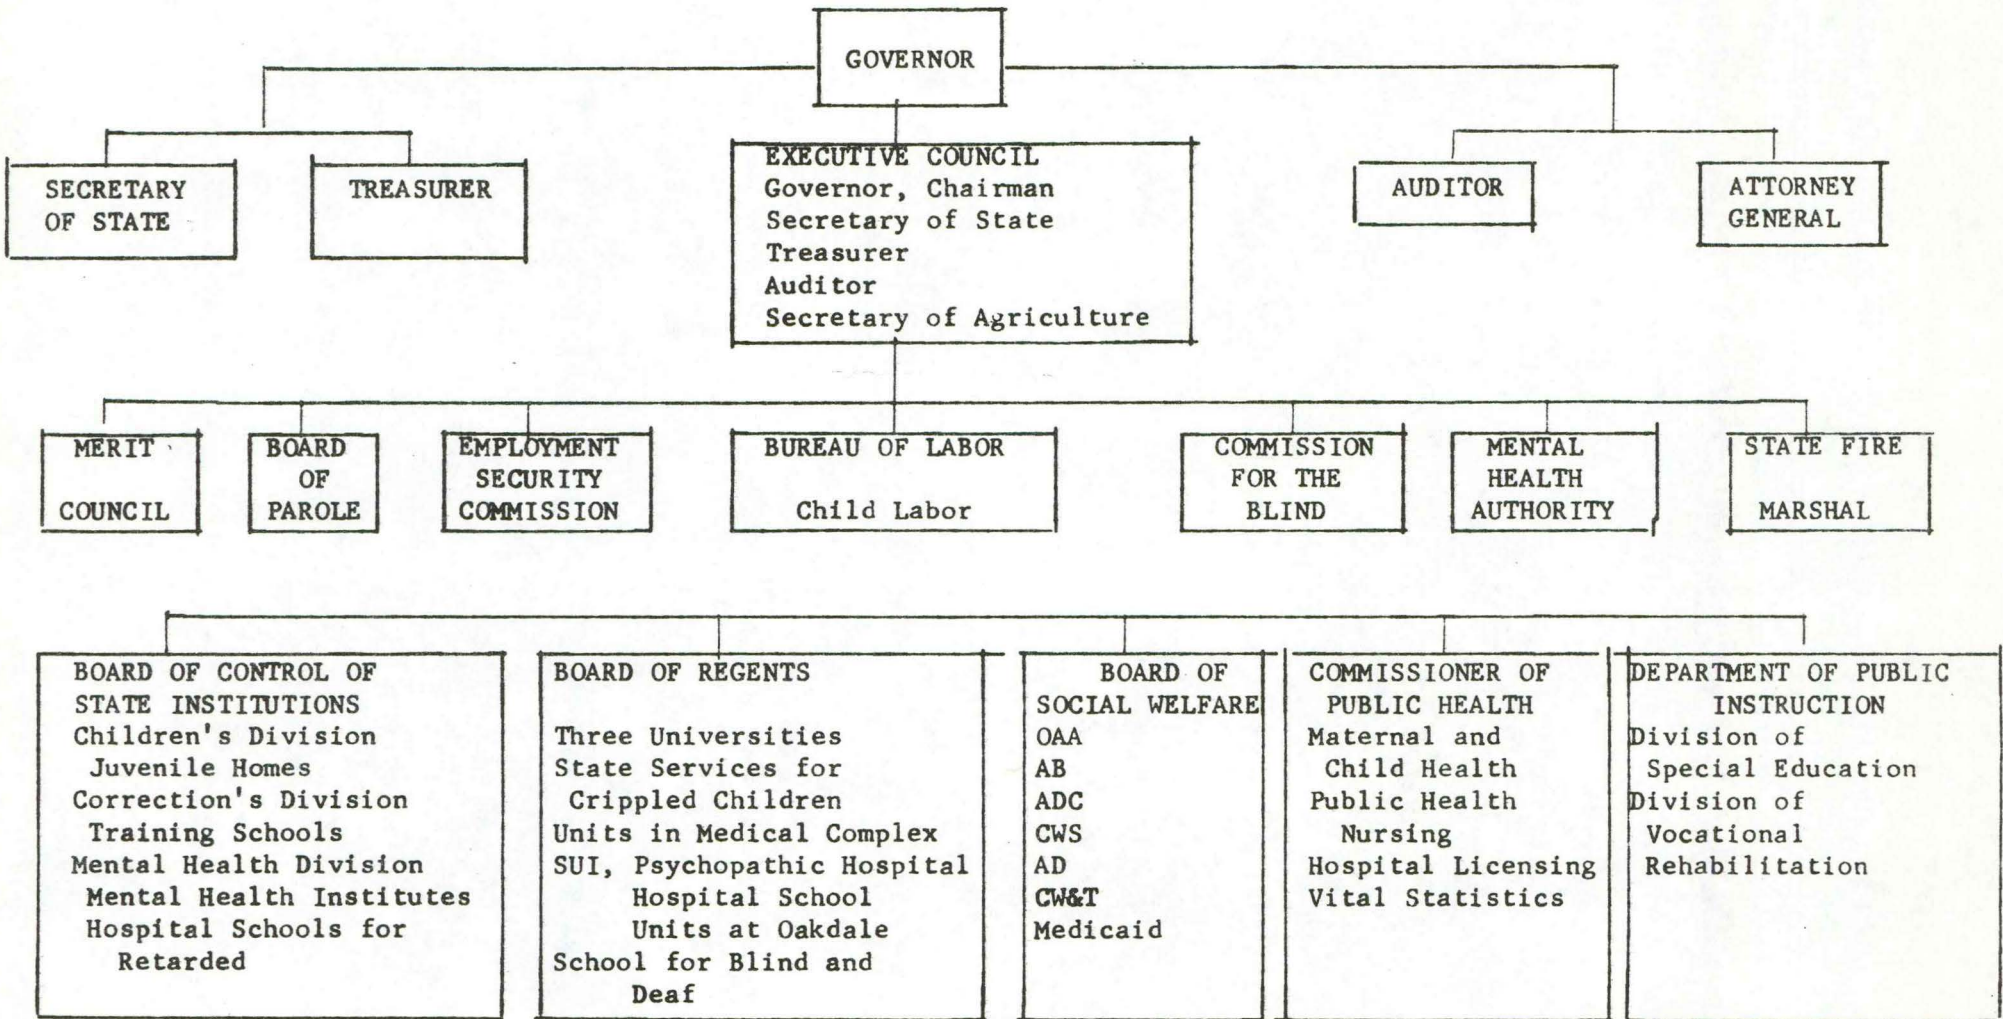 GOVERNOR
SECRETARY
OF STATE
TREASURER
EXECUTIVE COUNCIL
Governor, Chairman
Secretary of State
Treasurer
Auditor
Secretary of Agriculture
AUDITOR
ATTORNEY
GENERAL
MERIT
COUNCIL
BOARD
OF
PAROLE
EMPLOYMENT
SECURITY
COMMISSION
BUREAU OF LABOR
Child Labor
COMMISSION
FOR THE
BLIND
MENTAL
HEALTH
AUTHORITY
STATE FIRE
MARSHAL
BOARD OF CONTROL OF
STATE INSTITUTIONS
Children's Division
Juvenile Homes
Correction's Division
Training Schools
Mental Health Division
Mental Health Institutes
Hospital Schools for
Retarded
BOARD OF REGENTS
Three Universities
State Services for
Crippled Children
Units in Medical Complex
SUI, Psychopathic Hospital
Hospital School
Units at Oakdale
School for Blind and
Deaf
BOARD OF
SOCIAL WELFARE
OAA
AB
ADC
CWS
AD
CW&T
Medicaid
COMMISSIONER OF
PUBLIC HEALTH
Maternal and
Child Health
Public Health
Nursing
Hospital Licensing
Vital Statistics
DEPARTMENT OF PUBLIC
INSTRUCTION
Division of
Special Education
Division of
Vocational
Rehabilitation